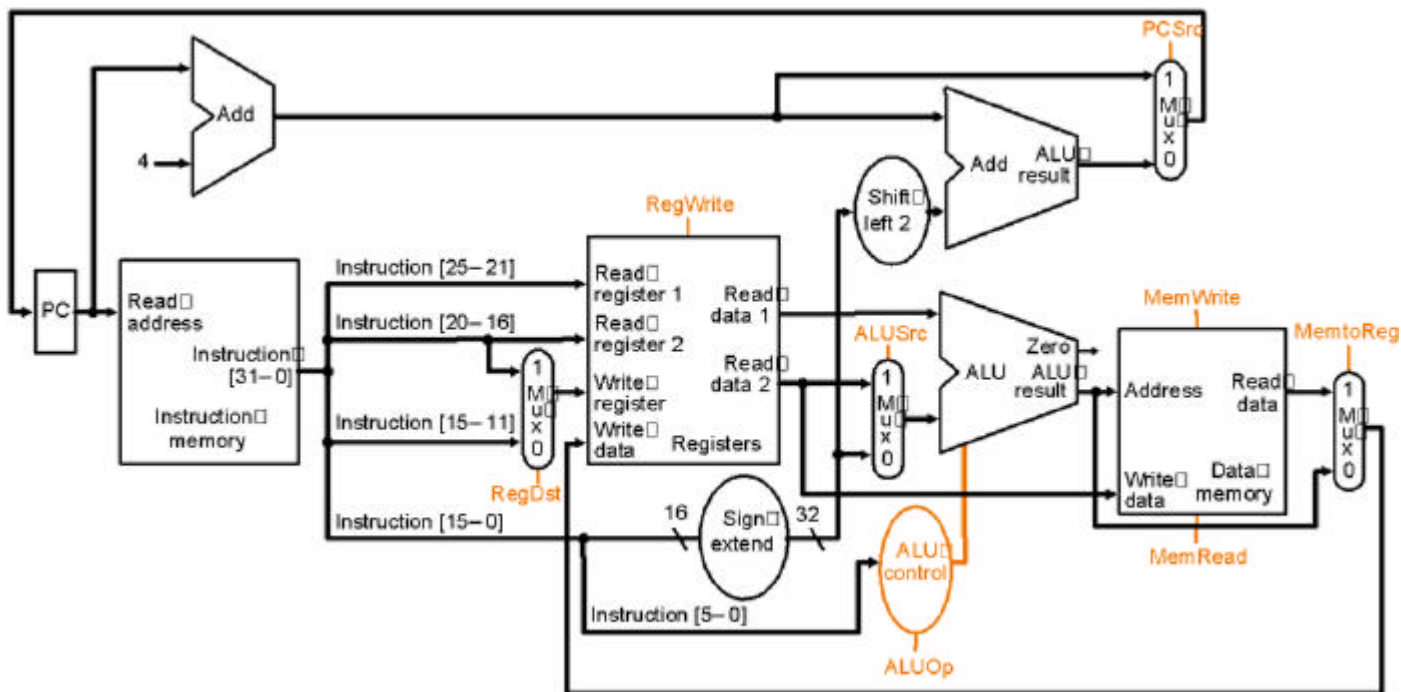 PCSrc
1
M
u
x
0
Add
4
Add
ALU
result
Shift
left 2
RegWrite
PC
Read
address
Instruction
[31–0]
Instruction
memory
Instruction [25–21]
Instruction [20–16]
Instruction [15–11]
Instruction [15–0]
Instruction [5–0]
1
M
u
x
0
RegDst
Read
register 1
Read
register 2
Write
register
Write
data
Read
data 1
Read
data 2
Registers
16
Sign
extend
32
ALUSrc
1
M
u
x
0
Zero
ALU
ALU
result
ALU
control
ALUOp
MemWrite
Address
Read
data
Write
data
Data
memory
MemRead
MemtoReg
1
M
u
x
0